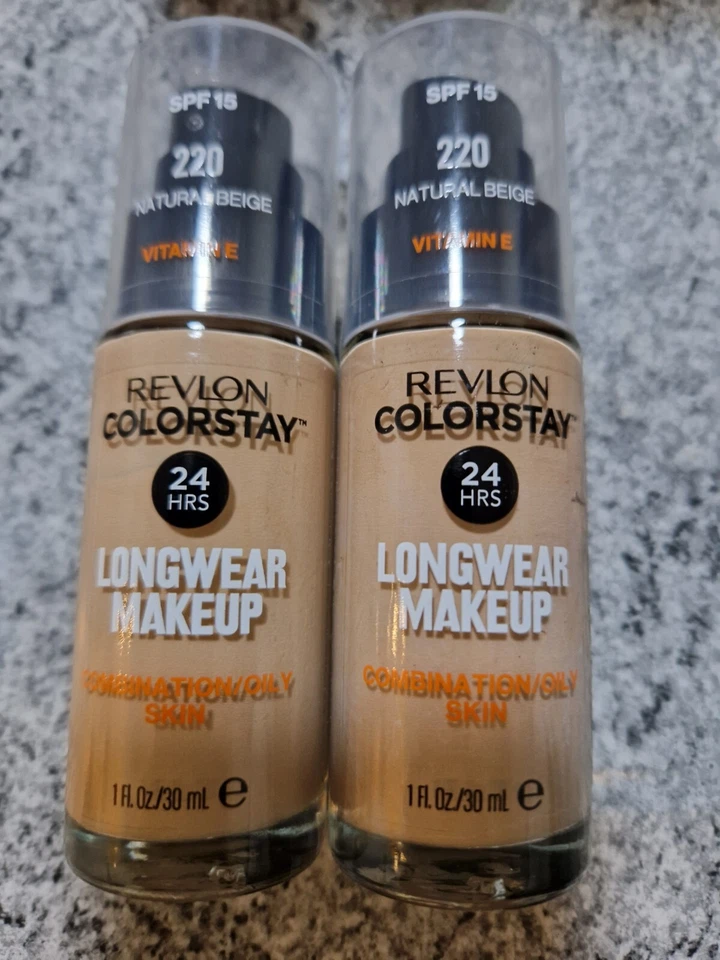 SPF 15
220
NATURAL BEIGE
VITAMIN E
REVLON
COLORSTAY™
24
HRS
LONGWEAR
MAKEUP
COMBINATION/OILY
SKIN
1 Fl. Oz./30 mL e
SPF 15
220
NATURAL BEIGE
VITAMIN E
REVLON
COLORSTAY™
24
HRS
LONGWEAR
MAKEUP
COMBINATION/OILY
SKIN
1 Fl. Oz./30 mL e